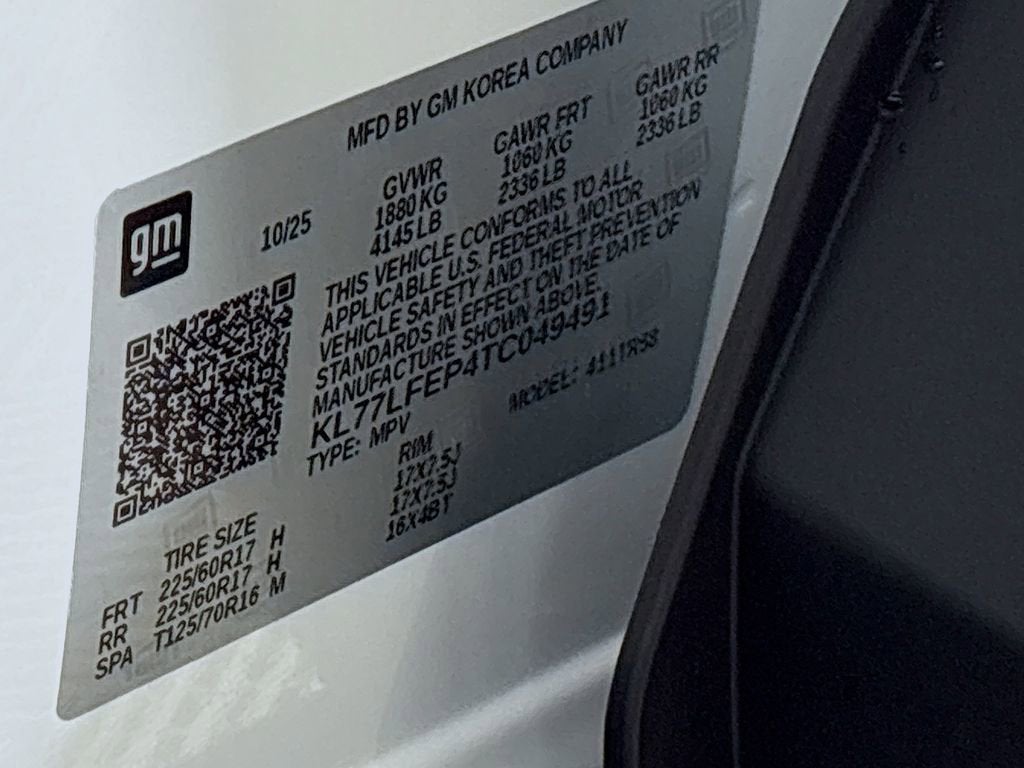 MFD BY GM KOREA COMPANY
gm
10/25
GVWR GAWR FRT GAWR RR
1880 KG 1060 KG 1060 KG
4145 LB 2336 LB 2336 LB
THIS VEHICLE CONFORMS TO ALL
APPLICABLE U.S. FEDERAL MOTOR
VEHICLE SAFETY AND THEFT PREVENTION
STANDARDS IN EFFECT ON THE DATE OF
MANUFACTURE SHOWN ABOVE.
KL77LFEP4TC049491
TYPE: MPV MODEL:
TIRE SIZE RIM
FRT 225/60R17 H 17X7.5J
RR 225/60R17 H 17X7.5J
SPA T125/70R16 M 16X4BT